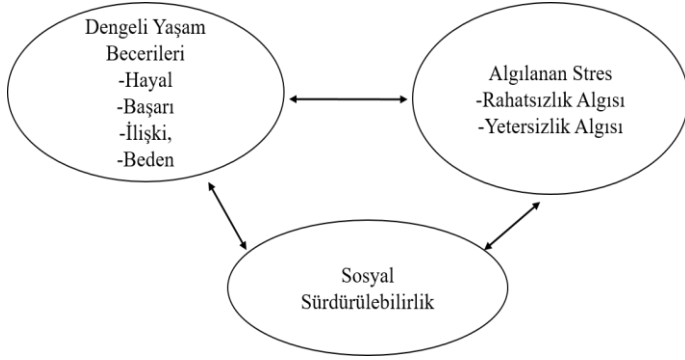 Dengeli Yaşam
Becerileri
-Hayal
-Başarı
-İlişki,
-Beden
Algılanan Stres
-Rahatsızlık Algısı
-Yetersizlik Algısı
Sosyal
Sürdürülebilirlik